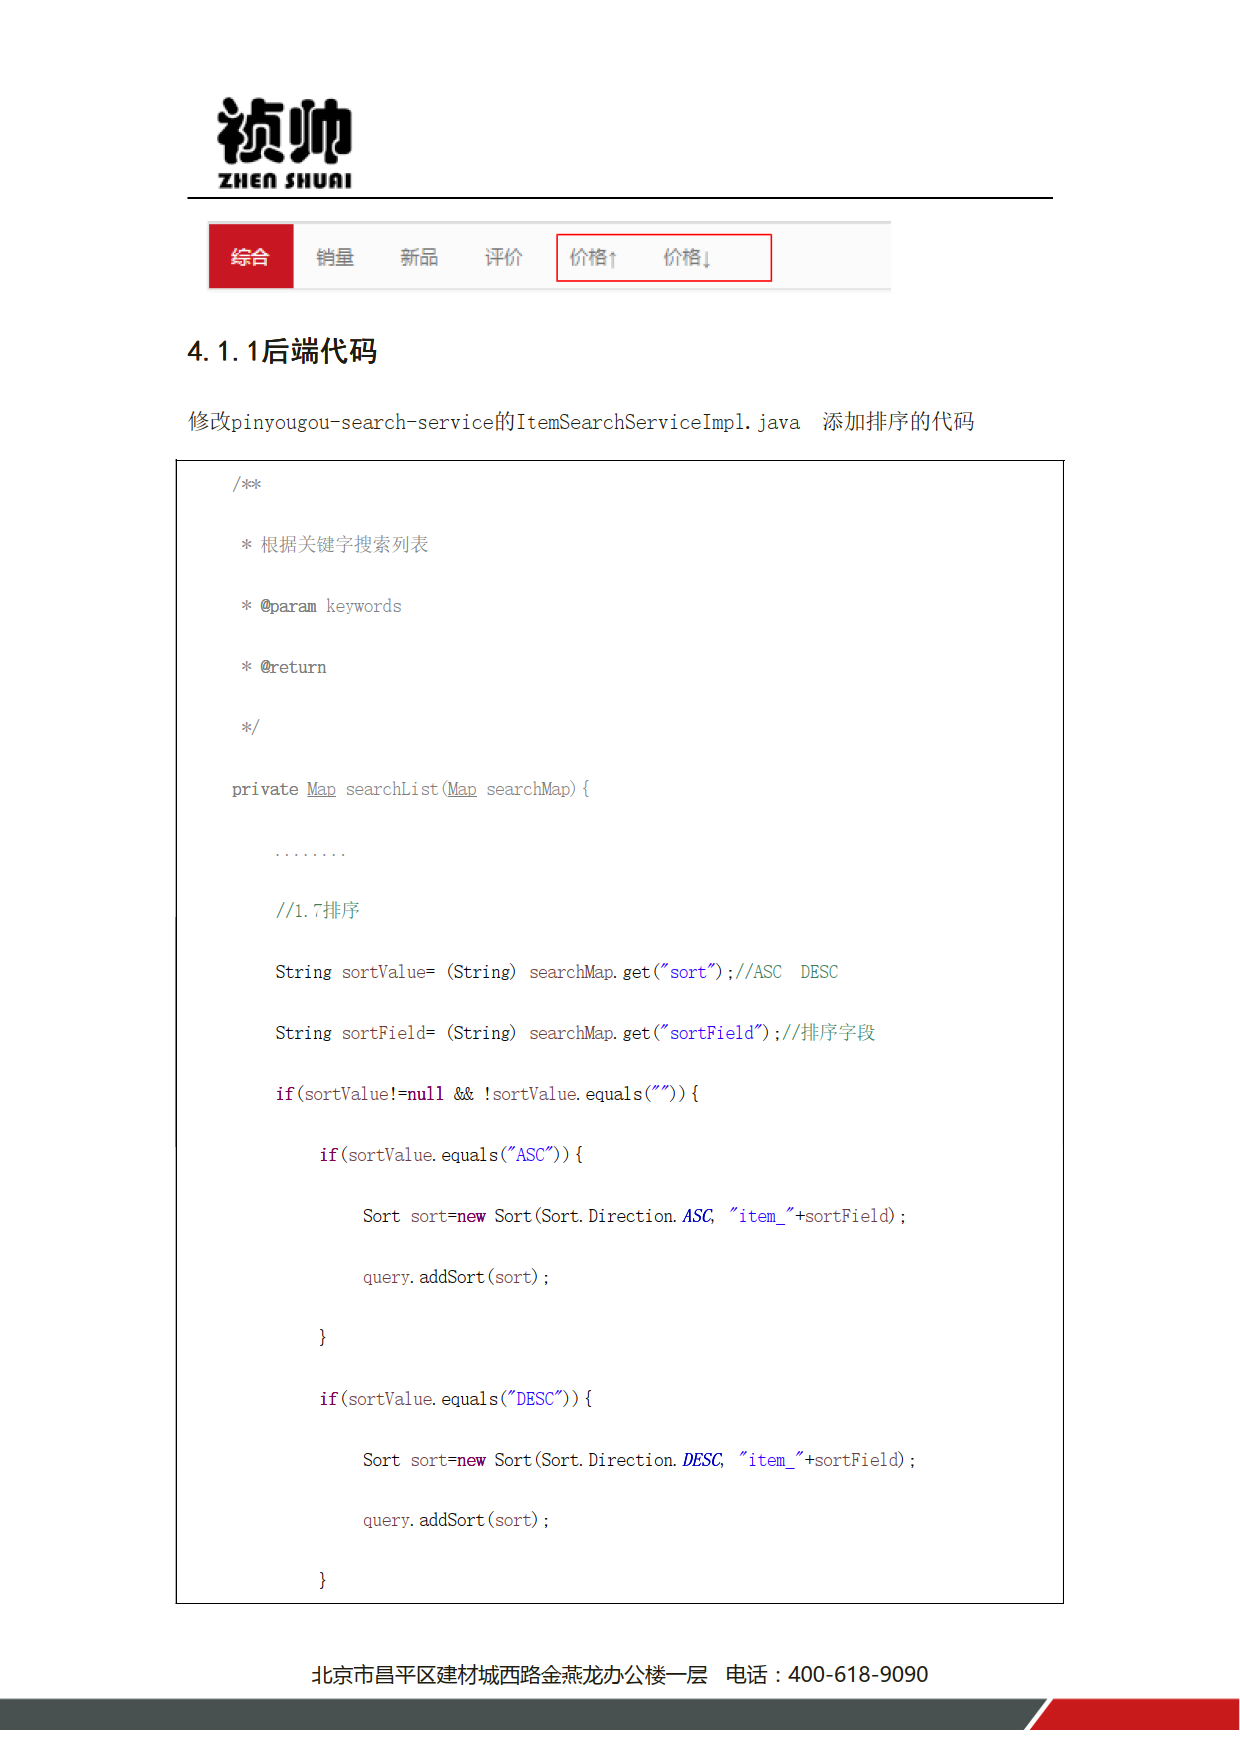 祯帅
ZHEN SHUAI
综合 销量 新品 评价 价格↑ 价格↓
4.1.1后端代码
修改pinyougou-search-service的ItemSearchServiceImpl.java  添加排序的代码
/**
* 根据关键字搜索列表
* @param keywords
* @return
*/
private Map searchList(Map searchMap){
........
//1.7排序
String sortValue= (String) searchMap.get("sort");//ASC  DESC
String sortField= (String) searchMap.get("sortField");//排序字段
if(sortValue!=null && !sortValue.equals("")){
if(sortValue.equals("ASC")){
Sort sort=new Sort(Sort.Direction.ASC, "item_"+sortField);
query.addSort(sort);
}
if(sortValue.equals("DESC")){
Sort sort=new Sort(Sort.Direction.DESC, "item_"+sortField);
query.addSort(sort);
}
北京市昌平区建材城西路金燕龙办公楼一层  电话：400-618-9090